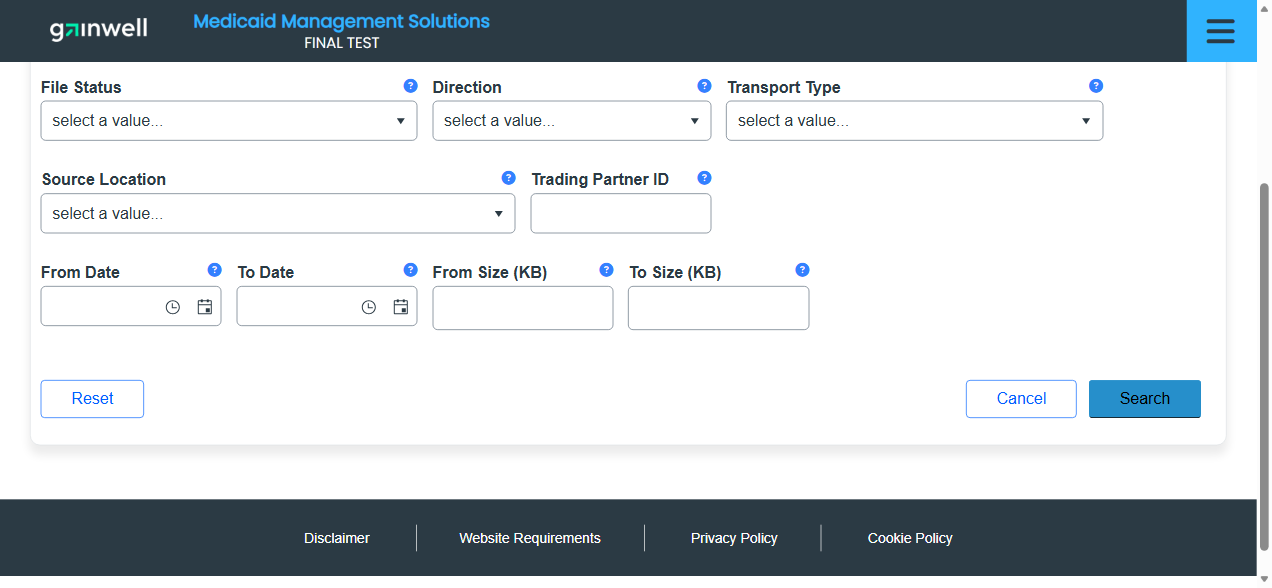 gainwell
Medicaid Management Solutions
FINAL TEST
File Status ? Direction ? Transport Type ?
select a value... select a value... select a value...
Source Location ? Trading Partner ID ?
select a value...
From Date ? To Date ? From Size (KB) ? To Size (KB) ?
Reset Cancel Search
Disclaimer Website Requirements Privacy Policy Cookie Policy